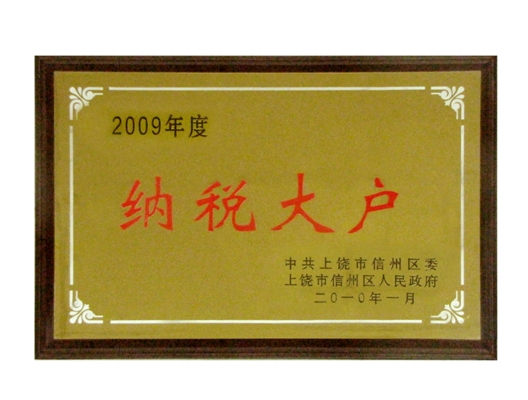 2009年度
纳税大户
中共上饶市信州区委
上饶市信州区人民政府
二〇一〇年一月